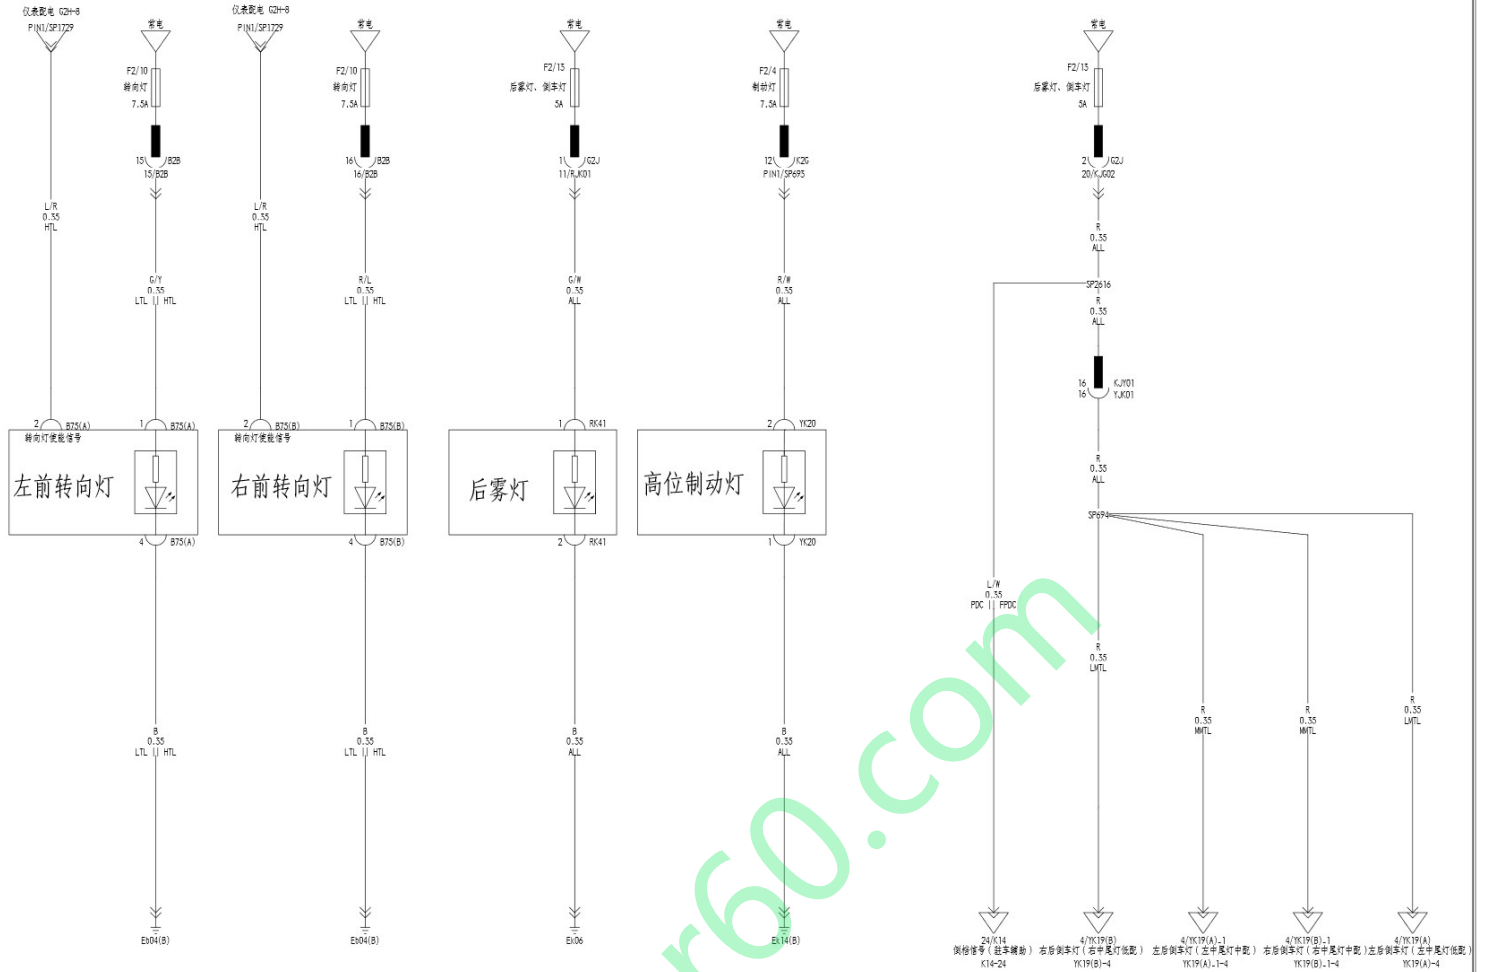 仪表配电 G2H-8
PIN1/SP1729
常电
F2/10
转向灯
7.5A
15 B2B
15/B2B
L/R
0.35
HTL
G/Y
0.35
LTL || HTL
2 B75(A)
转向灯使能信号
1 B75(A)
左前转向灯
4 B75(A)
B
0.35
LTL || HTL
Eb04(B)
仪表配电 G2H-8
PIN1/SP1729
常电
F2/10
转向灯
7.5A
16 B2B
16/B2B
L/R
0.35
HTL
R/L
0.35
LTL || HTL
2 B75(B)
转向灯使能信号
1 B75(B)
右前转向灯
4 B75(B)
B
0.35
LTL || HTL
Eb04(B)
常电
F2/13
后雾灯、倒车灯
5A
1 G2J
11/RJK01
G/W
0.35
ALL
1 RK41
后雾灯
2 RK41
B
0.35
ALL
Ek06
常电
F2/4
制动灯
7.5A
12 K2G
PIN1/SP693
R/W
0.35
ALL
2 YK20
高位制动灯
1 YK20
B
0.35
ALL
Ek14(B)
常电
F2/13
后雾灯、倒车灯
5A
2 G2J
20/KJG02
R
0.35
ALL
SP2616
R
0.35
ALL
16 KJY01
16 YJK01
R
0.35
ALL
SP694
L/W
0.35
PDC || FPDC
R
0.35
LMTL
R
0.35
MMTL
R
0.35
MMTL
R
0.35
LMTL
24/K14
倒档信号(驻车辅助)
K14-24
4/YK19(B)
右后倒车灯(右中尾灯低配)
YK19(B)-4
4/YK19(A)-1
左后倒车灯(左中尾灯中配)
YK19(A)-1-4
4/YK19(B)-1
右后倒车灯(右中尾灯中配)
YK19(B)-1-4
4/YK19(A)
左后倒车灯(左中尾灯低配)
YK19(A)-4
r60.com